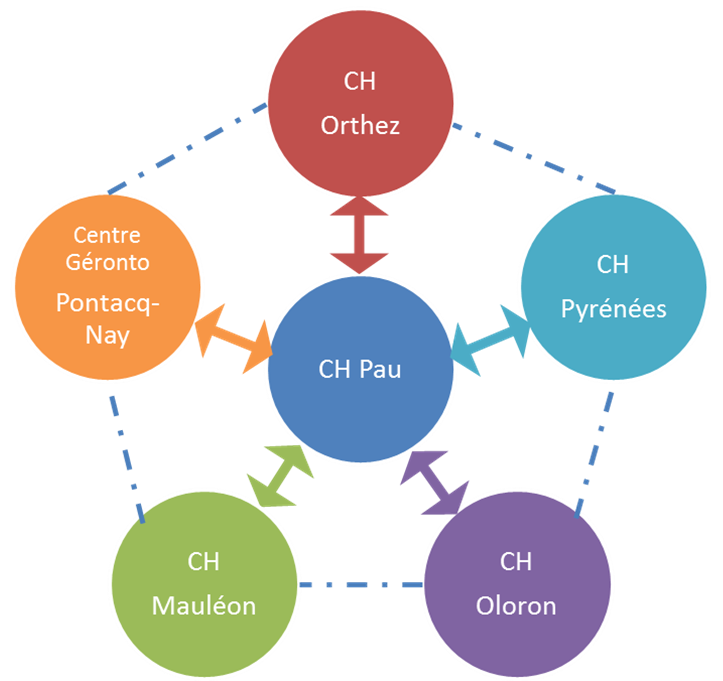 CH
Orthez
Centre
Géronto
Pontacq-
Nay
CH
Pyrénées
CH Pau
CH
Mauléon
CH
Oloron